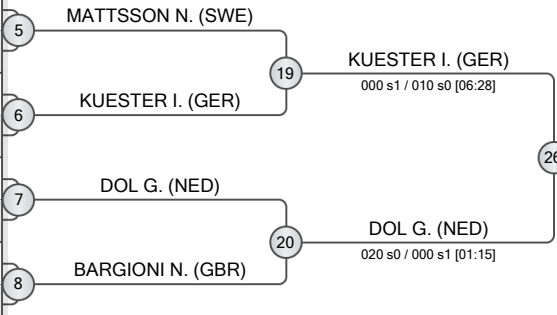 MATTSSON N. (SWE)
5
19
KUESTER I. (GER)
000 s1 / 010 s0 [06:28]
KUESTER I. (GER)
6
26
DOL G. (NED)
7
20
DOL G. (NED)
020 s0 / 000 s1 [01:15]
BARGIONI N. (GBR)
8